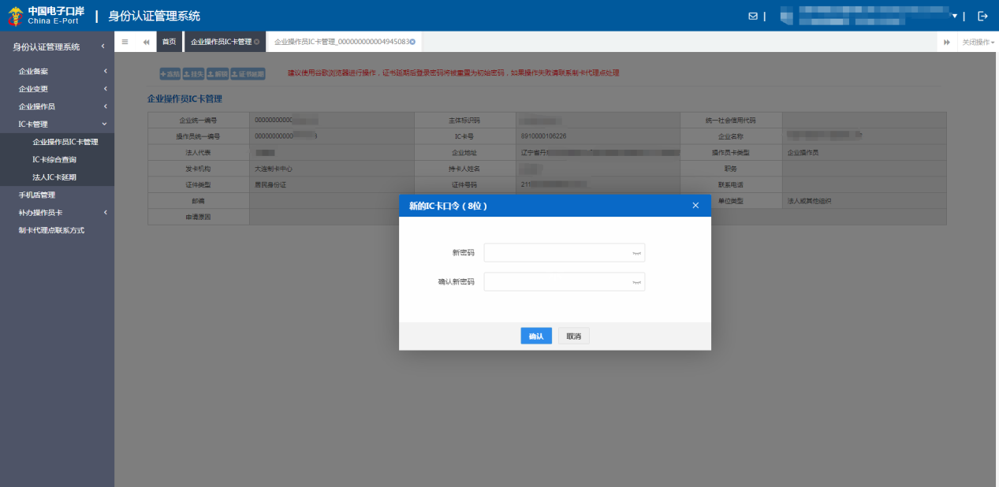 中国电子口岸
China E-Port
身份认证管理系统
首页 企业操作员IC卡管理 企业操作员IC卡管理_000000000004945083 关闭操作
身份认证管理系统
企业备案
企业变更
企业操作员
IC卡管理
企业操作员IC卡管理
IC卡综合查询
法人IC卡延期
手机盾管理
补办操作员卡
制卡代理点联系方式
冻结 挂失 解锁 证书延期 建议使用谷歌浏览器进行操作，证书延期后登录密码将被重置为初始密码，如果操作失败请联系制卡代理点处理
企业操作员IC卡管理
企业统一编号 0000000000 主体标识码 统一社会信用代码
操作员统一编号 00000000000 IC卡号 8910000106226 企业名称
法人代表 企业地址 辽宁省丹 操作员卡类型 企业操作员
发卡机构 大连制卡中心 持卡人姓名 职务
证件类型 居民身份证 证件号码 211 联系电话
邮编 单位类型 法人或其他组织
申请原因
新的IC卡口令（8位）
新密码
确认新密码
确认 取消